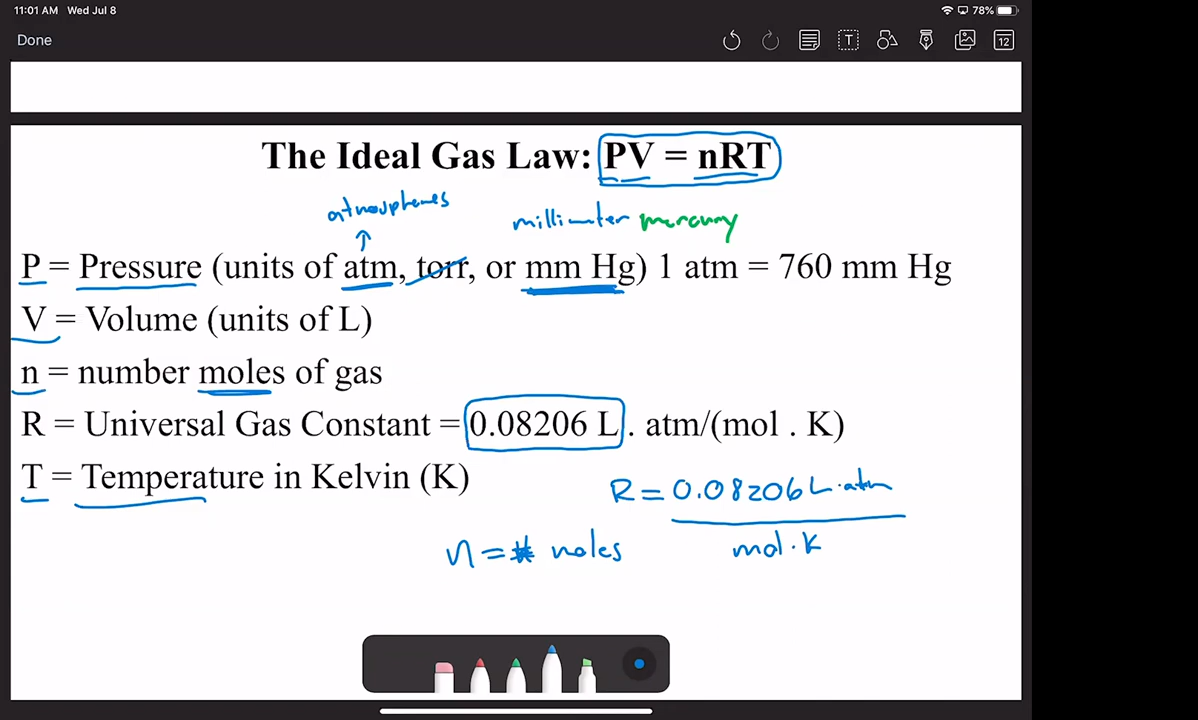 11:01 AM Wed Jul 8
78%
Done
T
12
The Ideal Gas Law: PV = nRT
atmospheres
millimeter mercury
P = Pressure (units of atm, torr, or mm Hg) 1 atm = 760 mm Hg
V = Volume (units of L)
n = number moles of gas
R = Universal Gas Constant = 0.08206 L . atm/(mol . K)
T = Temperature in Kelvin (K)
R = 0.08206 L·atm
mol·K
n = # moles